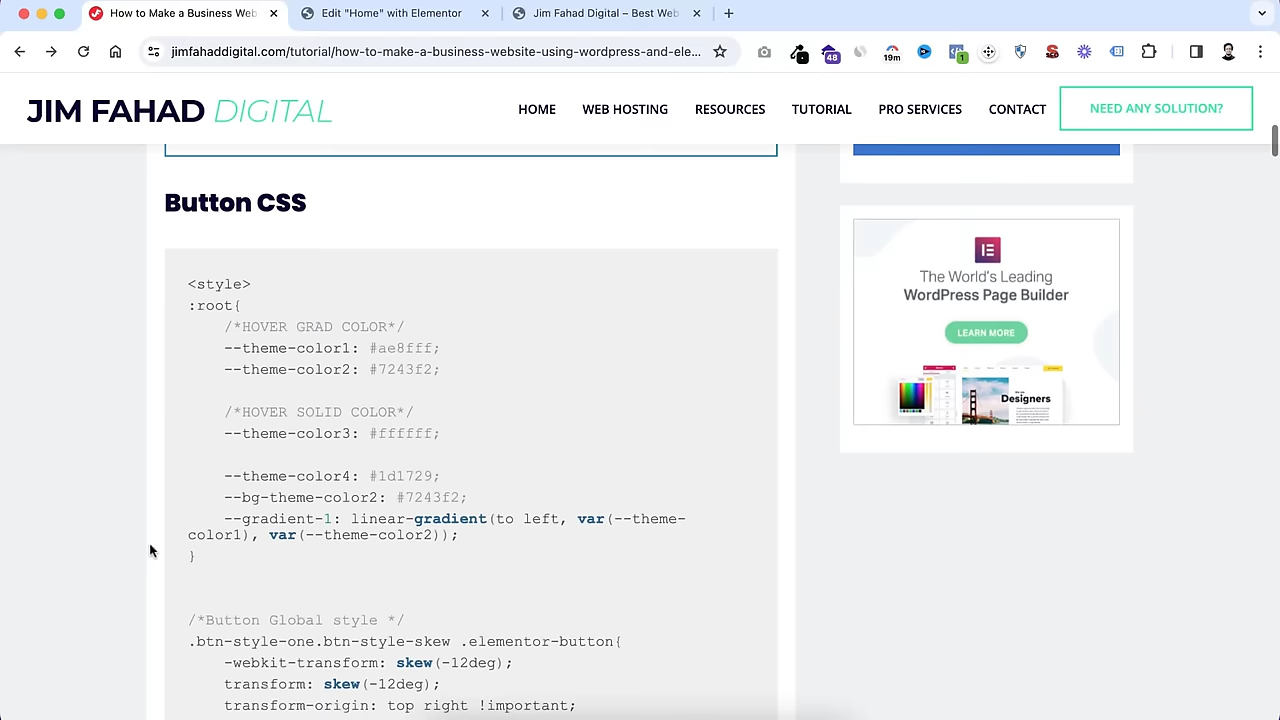 How to Make a Business Web
Edit "Home" with Elementor
Jim Fahad Digital – Best Web
jimfahaddigital.com/tutorial/how-to-make-a-business-website-using-wordpress-and-ele...
48
19m
1
JIM FAHAD DIGITAL
HOME
WEB HOSTING
RESOURCES
TUTORIAL
PRO SERVICES
CONTACT
NEED ANY SOLUTION?
Button CSS
<style>
:root{
/*HOVER GRAD COLOR*/
--theme-color1: #ae8fff;
--theme-color2: #7243f2;
/*HOVER SOLID COLOR*/
--theme-color3: #ffffff;
--theme-color4: #1d1729;
--bg-theme-color2: #7243f2;
--gradient-1: linear-gradient(to left, var(--theme-
color1), var(--theme-color2));
}
/*Button Global style */
.btn-style-one.btn-style-skew .elementor-button{
-webkit-transform: skew(-12deg);
transform: skew(-12deg);
transform-origin: top right !important;
The World's Leading
WordPress Page Builder
LEARN MORE
Designers